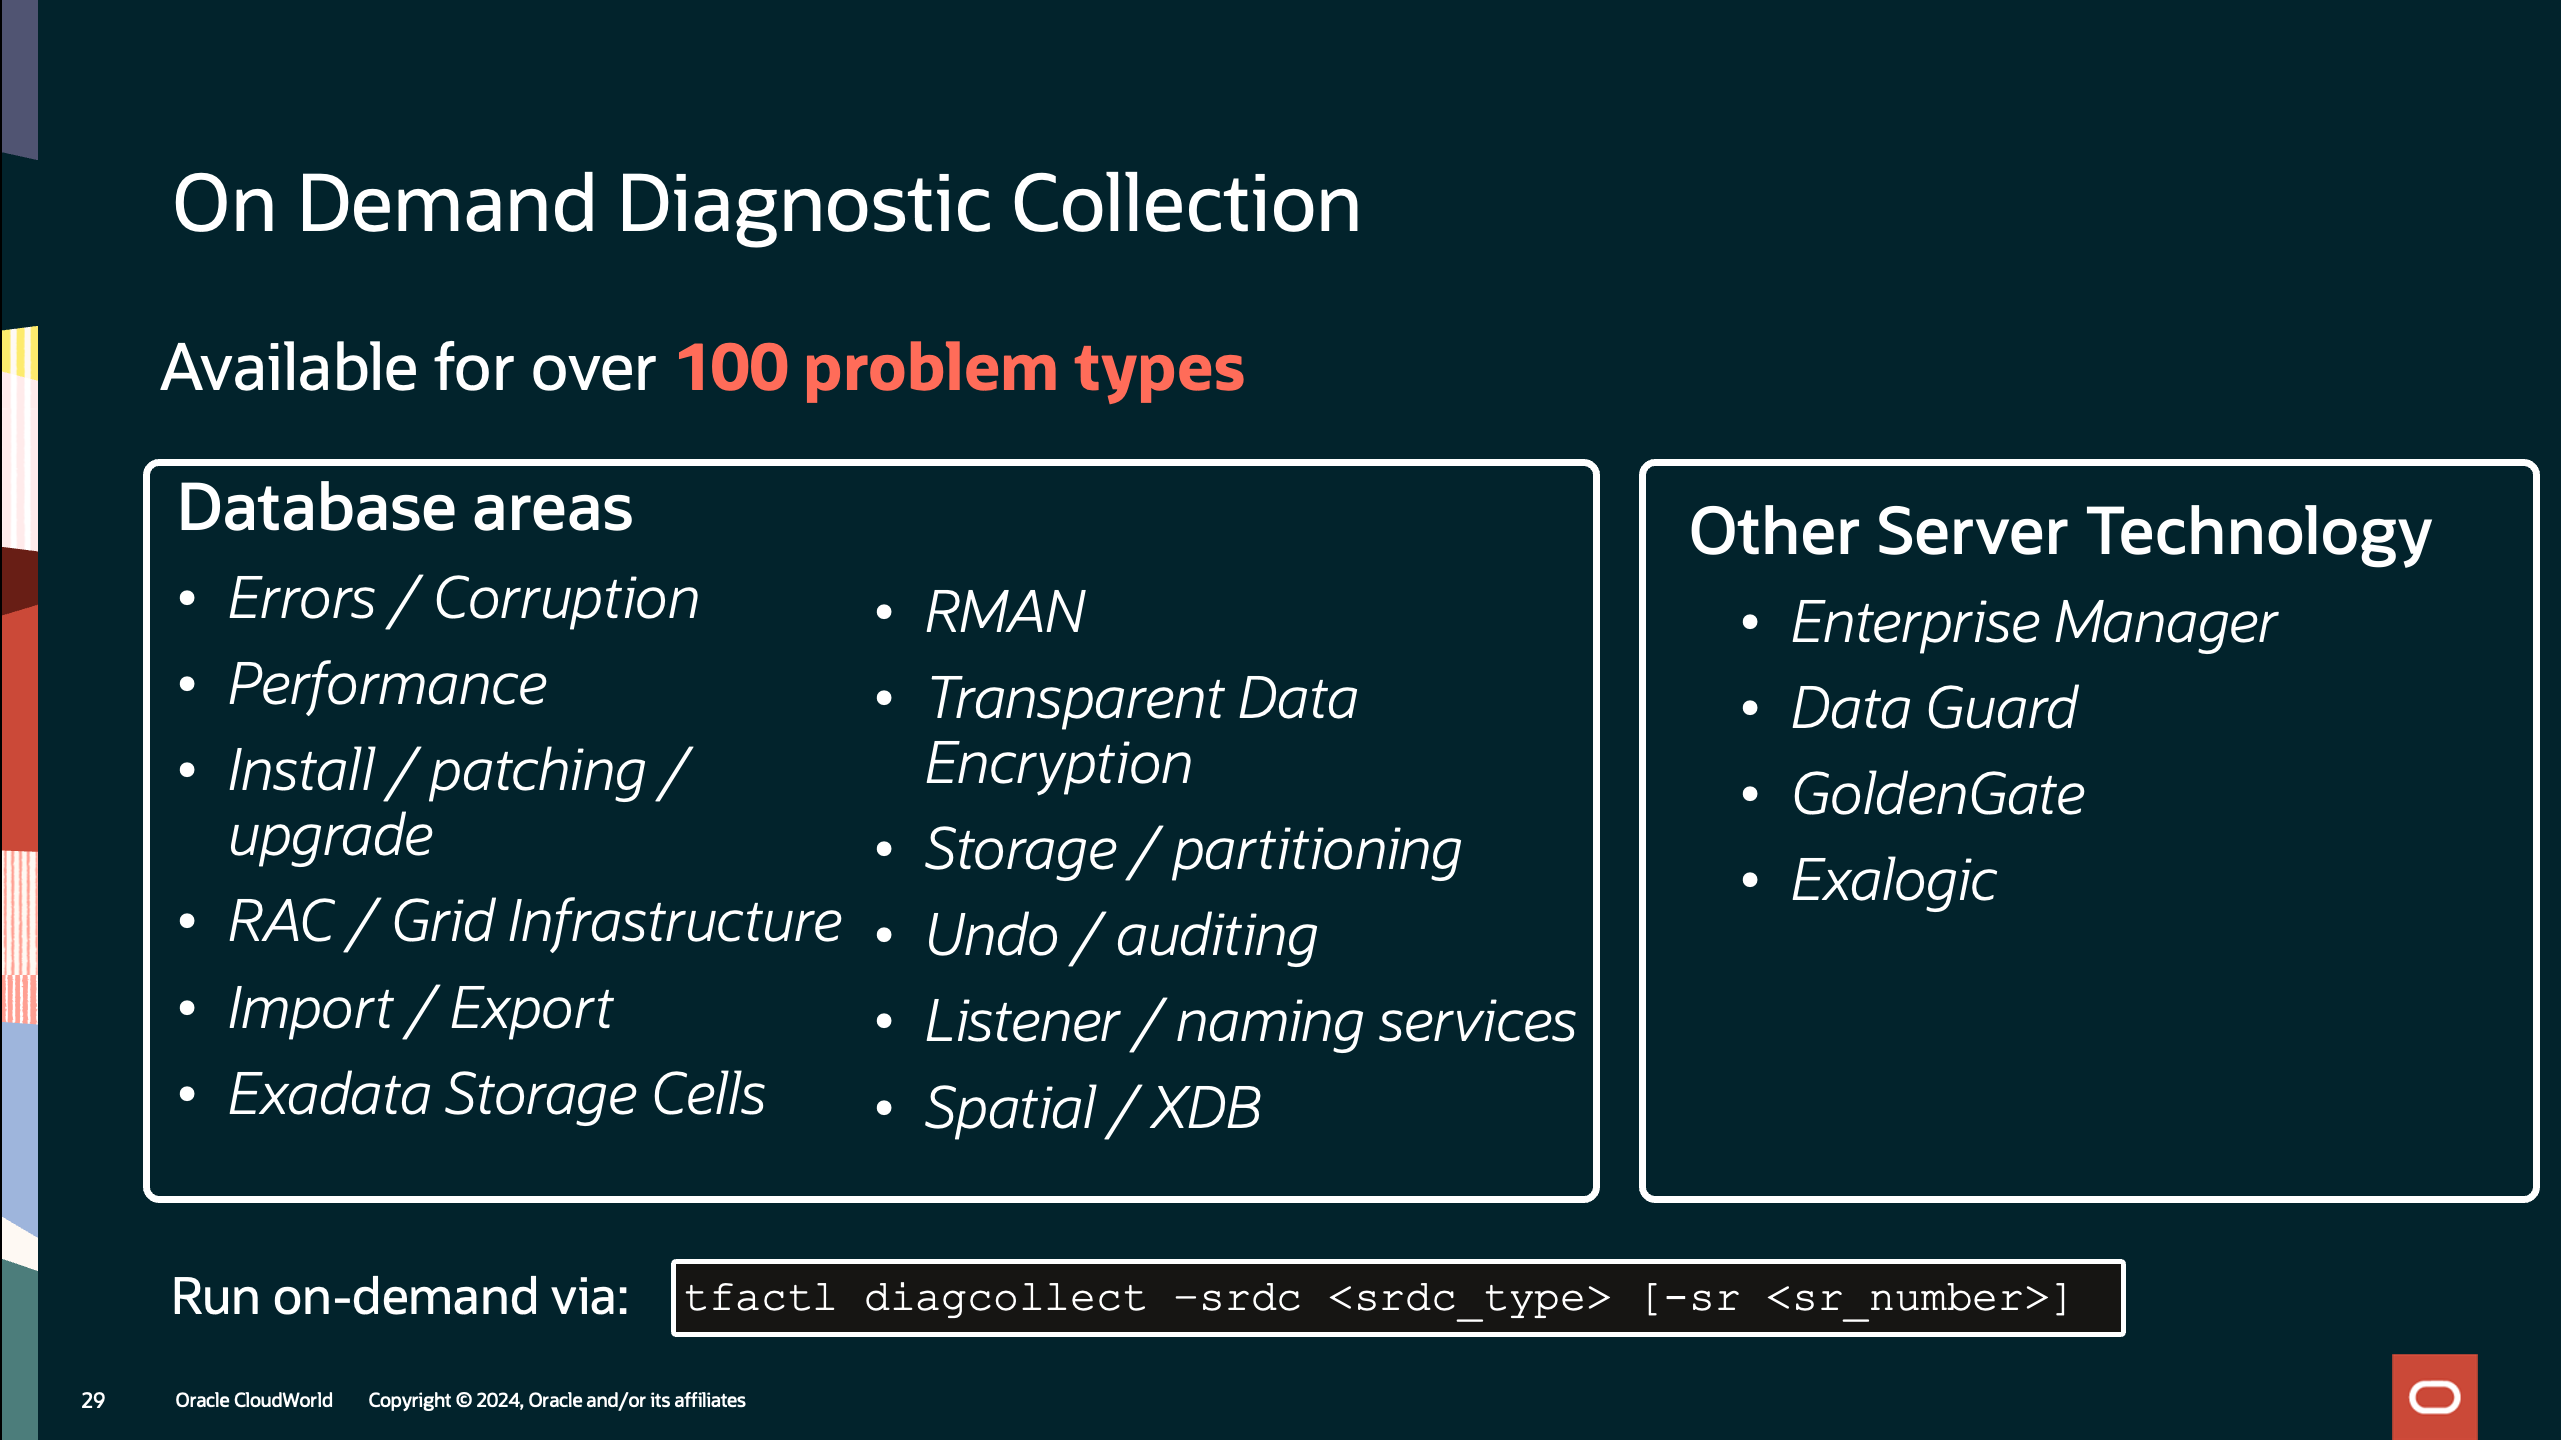 On Demand Diagnostic Collection
Available for over 100 problem types
Database areas
• Errors / Corruption
• Performance
• Install / patching /
upgrade
• RAC / Grid Infrastructure
• Import / Export
• Exadata Storage Cells
• RMAN
• Transparent Data
Encryption
• Storage / partitioning
• Undo / auditing
• Listener / naming services
• Spatial / XDB
Other Server Technology
• Enterprise Manager
• Data Guard
• GoldenGate
• Exalogic
Run on-demand via:
tfactl diagcollect –srdc <srdc_type> [-sr <sr_number>]
29 Oracle CloudWorld Copyright © 2024, Oracle and/or its affiliates